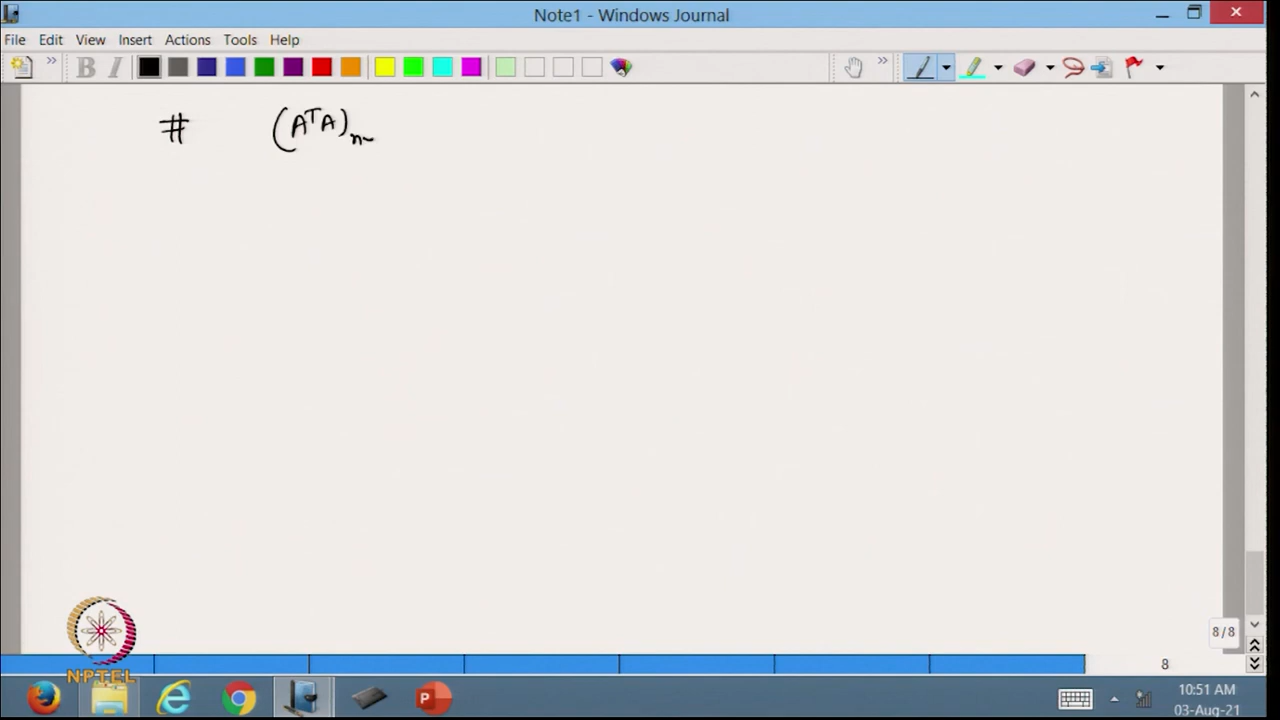 Note1 - Windows Journal
File Edit View Insert Actions Tools Help
B I
# (AᵀA)ₙ
8/8
8
NPTEL
10:51 AM
03-Aug-21